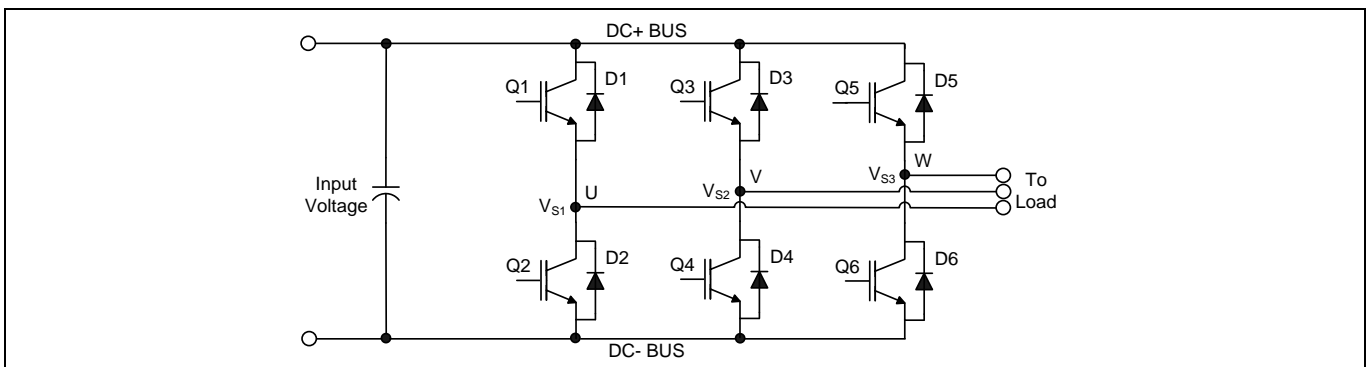 DC+ BUS
Q1
D1
Q3
D3
Q5
D5
Input
Voltage
U
V
W
VS1
VS2
VS3
To
Load
Q2
D2
Q4
D4
Q6
D6
DC- BUS